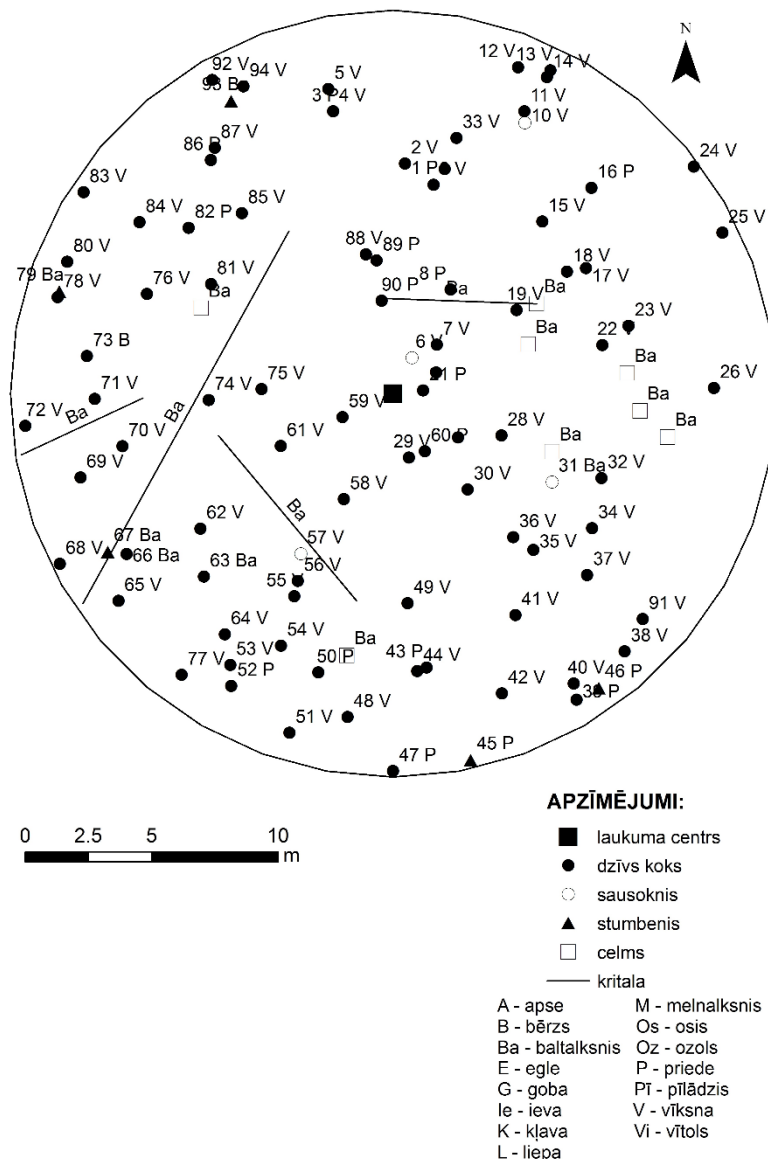 N
12 V 13 V
14 V
92 V
94 V
5 V
93 B
3 P 4 V
11 V
10 V
33 V
87 V
86 P
2 V
1 P
V
24 V
83 V
16 P
84 V
82 P
85 V
15 V
25 V
80 V
88 V
89 P
79 Ba
78 V
76 V
81 V
Ba
90 P
8 P
Ba
18 V
17 V
19 V
Ba
23 V
73 B
6 V
7 V
Ba
22 V
Ba
71 V
72 V
Ba
Ba
74 V
75 V
59 V
21 P
Ba
26 V
70 V
61 V
29 V
60 P
28 V
Ba
Ba
69 V
58 V
30 V
31 Ba
32 V
Ba
62 V
57 V
36 V
35 V
34 V
68 V
67 Ba
66 Ba
63 Ba
56 V
55 V
37 V
65 V
49 V
41 V
91 V
64 V
54 V
Ba
53 V
50 P
43 P
44 V
38 V
77 V
52 P
42 V
40 V
46 P
39 P
51 V
48 V
47 P
45 P
APZĪMĒJUMI:
0 2.5 5 10
m
laukuma centrs
dzīvs koks
sausoknis
stumbenis
celms
kritala
A - apse
B - bērzs
Ba - baltalksnis
E - egle
G - goba
Ie - ieva
K - kļava
L - liepa
M - melnalksnis
Os - osis
Oz - ozols
P - priede
Pī - pīlādzis
V - vīksna
Vi - vītols